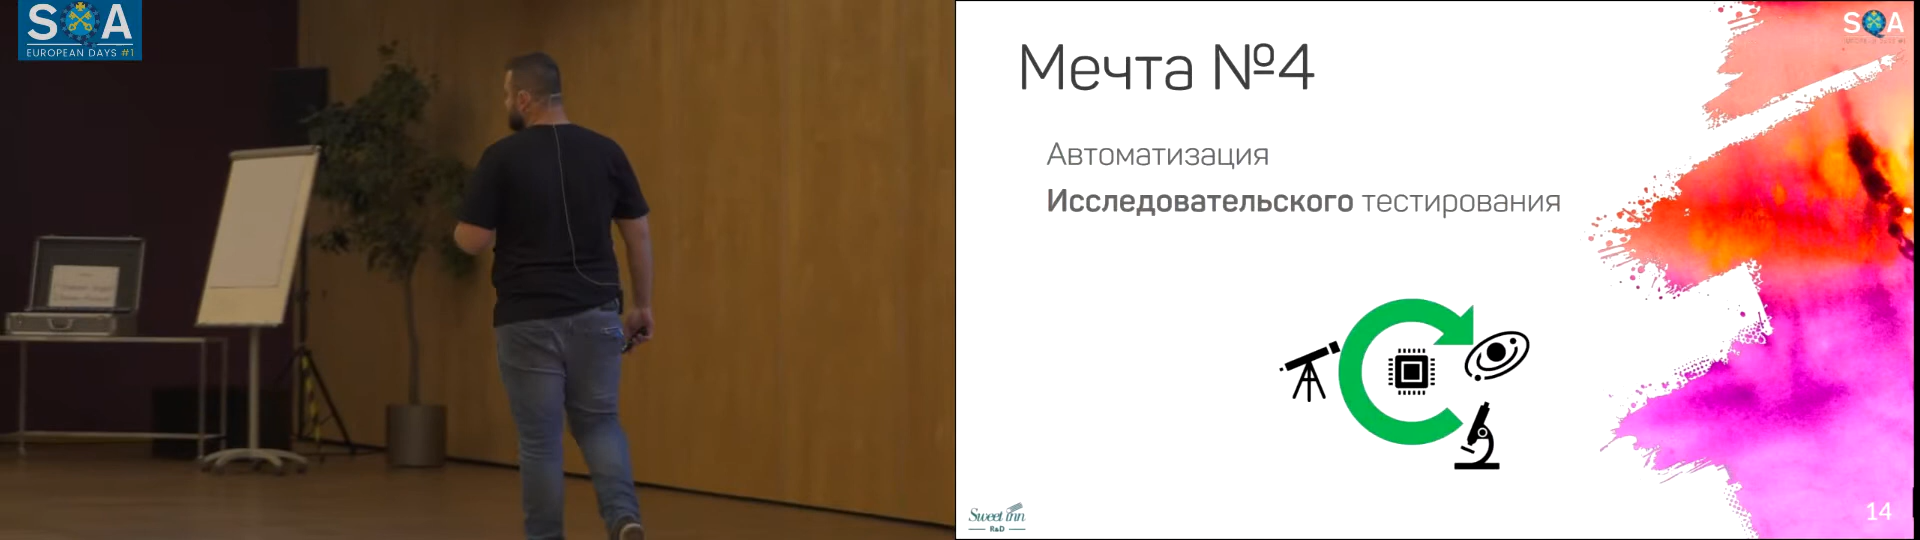 SQA
EUROPEAN DAYS #1
Мечта №4
Автоматизация
Исследовательского тестирования
SQA
Sweet inn
R&D
14